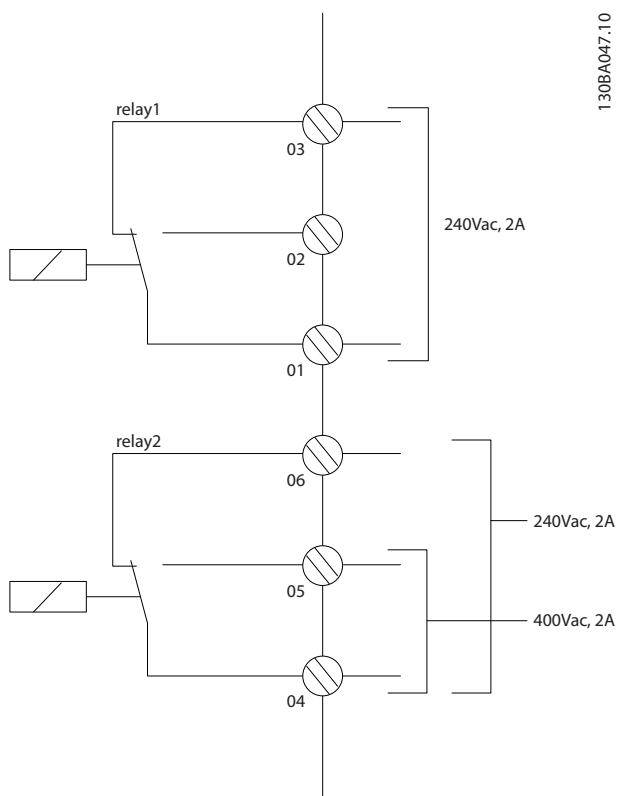 130BA047.10
relay1
03
240Vac, 2A
02
01
relay2
06
240Vac, 2A
05
400Vac, 2A
04